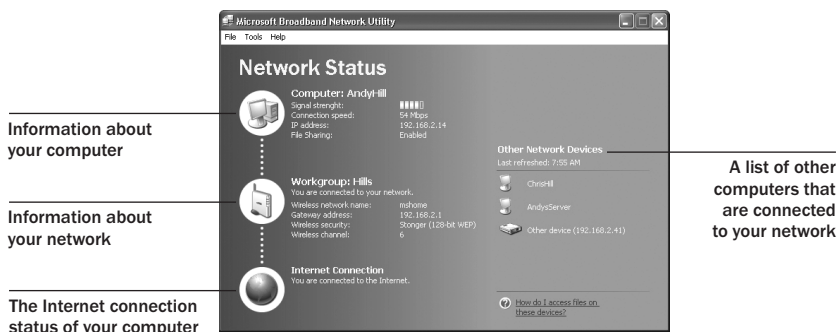 Microsoft Broadband Network Utility
File Tools Help
Network Status
Computer: AndyHill
Signal strenght:
Connection speed: 54 Mbps
IP address: 192.168.2.14
File Sharing: Enabled
Information about
your computer
Other Network Devices
Last refreshed: 7:55 AM
ChrisHill
AndysServer
Other device (192.168.2.41)
A list of other
computers that
are connected
to your network
Workgroup: Hills
You are connected to your network.
Wireless network name: mshome
Gateway address: 192.168.2.1
Wireless security: Stonger (128-bit WEP)
Wireless channel: 6
Information about
your network
Internet Connection
You are connected to the Internet.
The Internet connection
status of your computer
How do I access files on
these devices?